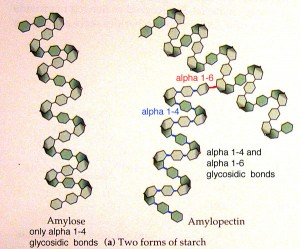 alpha 1-6
alpha 1-4
alpha 1-4 and
alpha 1-6
glycosidic bonds
Amylose
only alpha 1-4
glycosidic bonds
Amylopectin
(a) Two forms of starch